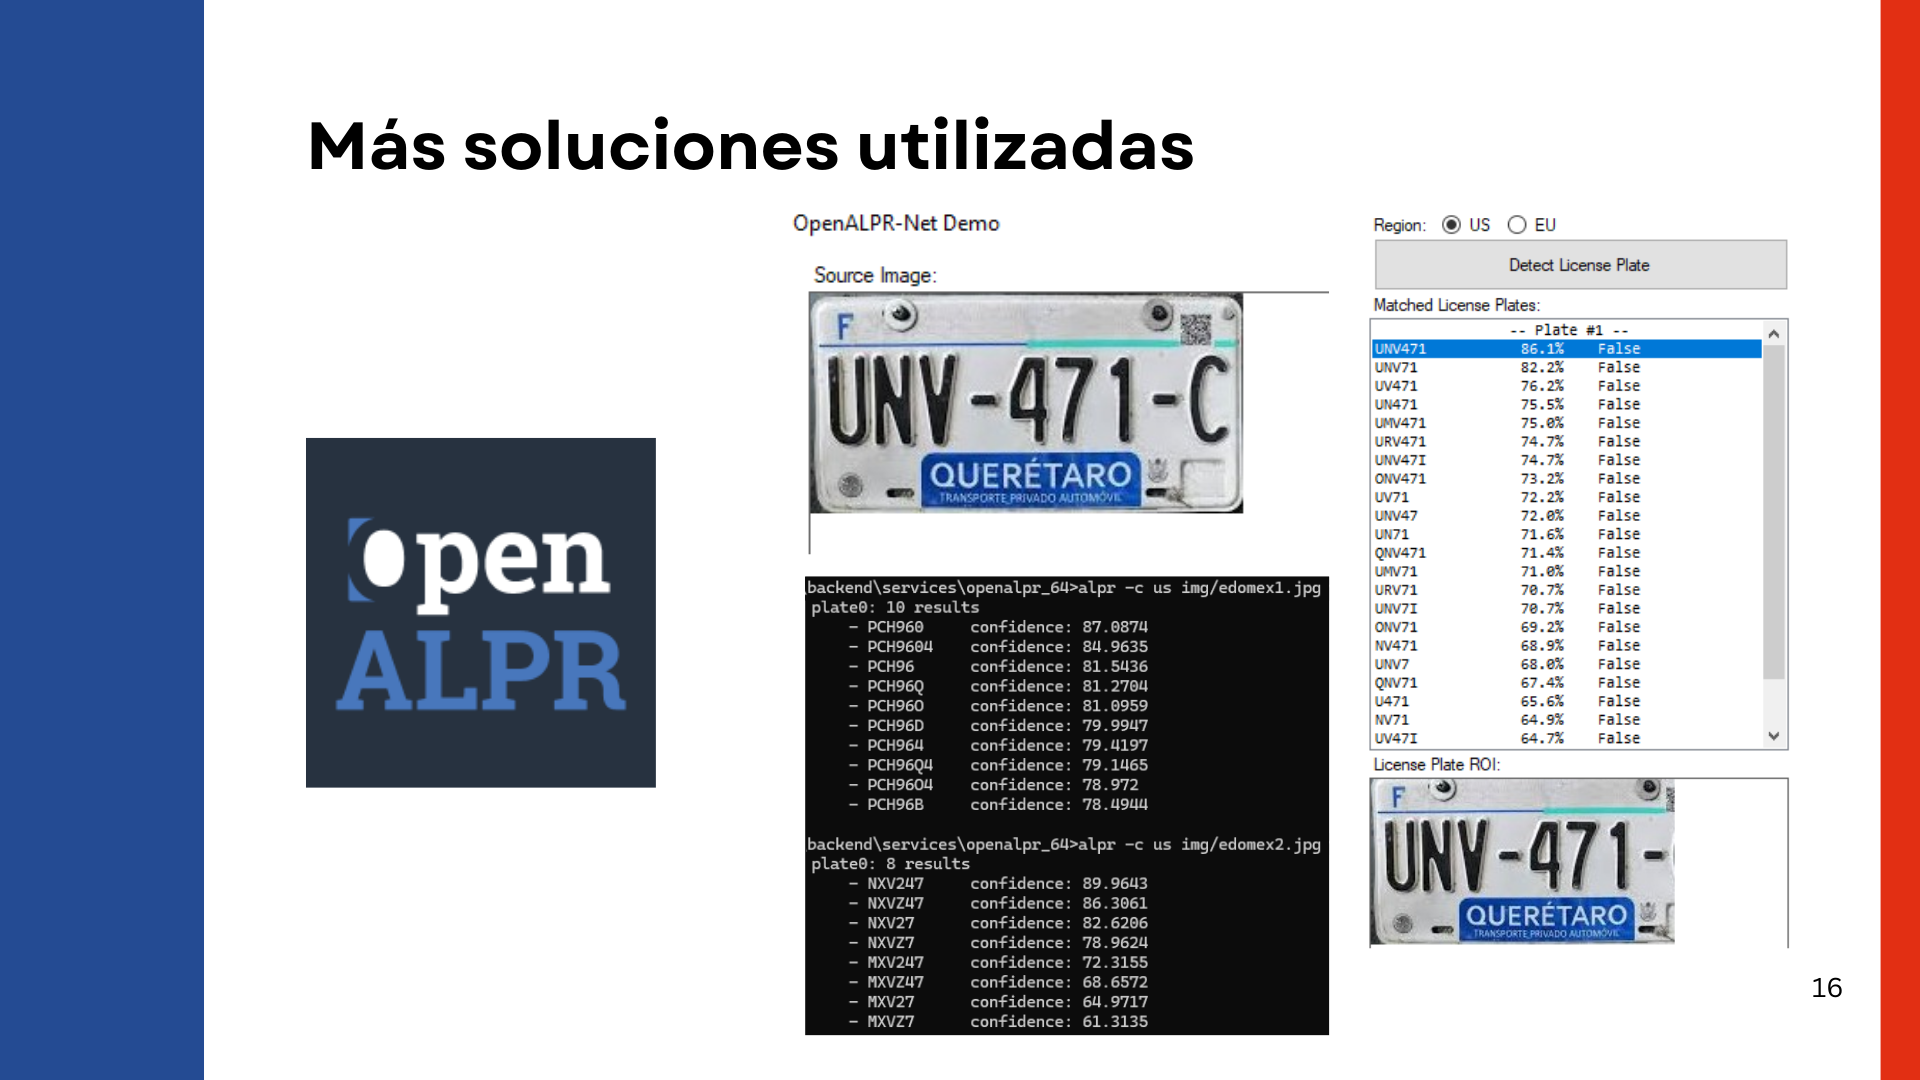 Más soluciones utilizadas
open
ALPR
OpenALPR-Net Demo
Source Image:
F
UNV-471-C
QUERÉTARO
TRANSPORTE PRIVADO AUTOMÓVIL
backend\services\openalpr_64>alpr -c us img/edomex1.jpg
plate0: 10 results
- PCH960 confidence: 87.0874
- PCH9604 confidence: 84.9635
- PCH96 confidence: 81.5436
- PCH96Q confidence: 81.2704
- PCH96O confidence: 81.0959
- PCH96D confidence: 79.9947
- PCH964 confidence: 79.4197
- PCH96Q4 confidence: 79.1465
- PCH96O4 confidence: 78.972
- PCH96B confidence: 78.4944
backend\services\openalpr_64>alpr -c us img/edomex2.jpg
plate0: 8 results
- NXV247 confidence: 89.9643
- NXVZ47 confidence: 86.3061
- NXV27 confidence: 82.6206
- NXVZ7 confidence: 78.9624
- MXV247 confidence: 72.3155
- MXVZ47 confidence: 68.6572
- MXV27 confidence: 64.9717
- MXVZ7 confidence: 61.3135
Region: US EU
Detect License Plate
Matched License Plates:
-- Plate #1 --
UNV471 86.1% False
UNV71 82.2% False
UV471 76.2% False
UN471 75.5% False
UMV471 75.0% False
URV471 74.7% False
UNV47I 74.7% False
ONV471 73.2% False
UV71 72.2% False
UNV47 72.0% False
UN71 71.6% False
QNV471 71.4% False
UMV71 71.0% False
URV71 70.7% False
UNV7I 70.7% False
ONV71 69.2% False
NV471 68.9% False
UNV7 68.0% False
QNV71 67.4% False
U471 65.6% False
NV71 64.9% False
UV47I 64.7% False
License Plate ROI:
F
UNV-471-
QUERÉTARO
TRANSPORTE PRIVADO AUTOMÓVIL
16